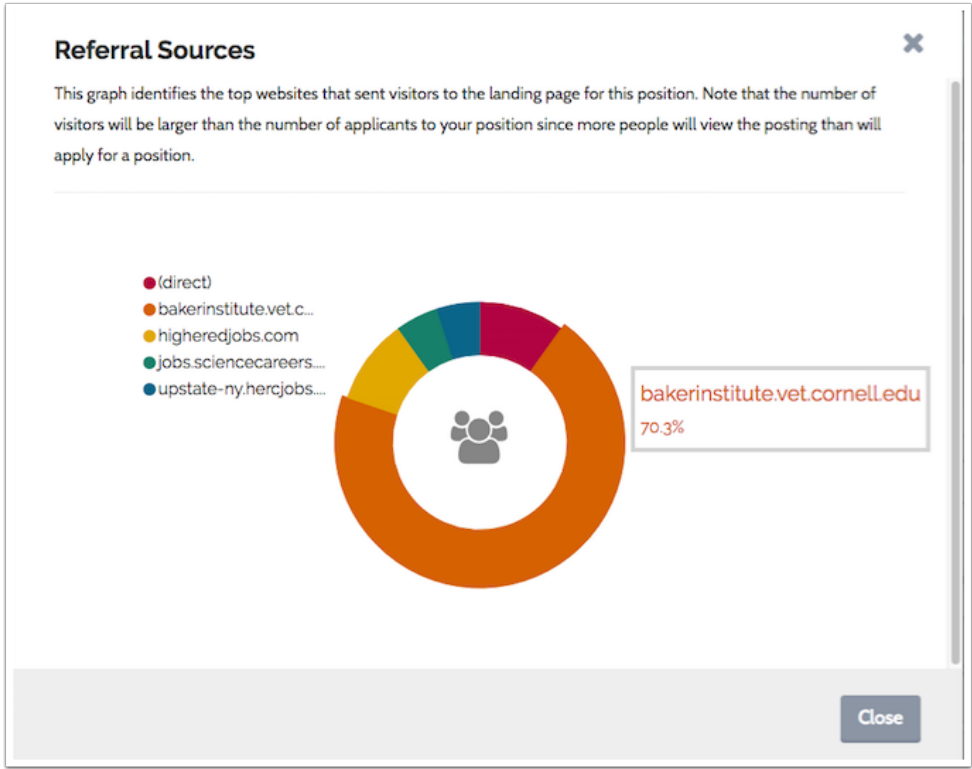 Referral Sources
This graph identifies the top websites that sent visitors to the landing page for this position. Note that the number of
visitors will be larger than the number of applicants to your position since more people will view the posting than will
apply for a position.
(direct)
bakerinstitute.vet.c...
higheredjobs.com
jobs.sciencecareers....
upstate-ny.hercjobs....
bakerinstitute.vet.cornell.edu
70.3%
Close